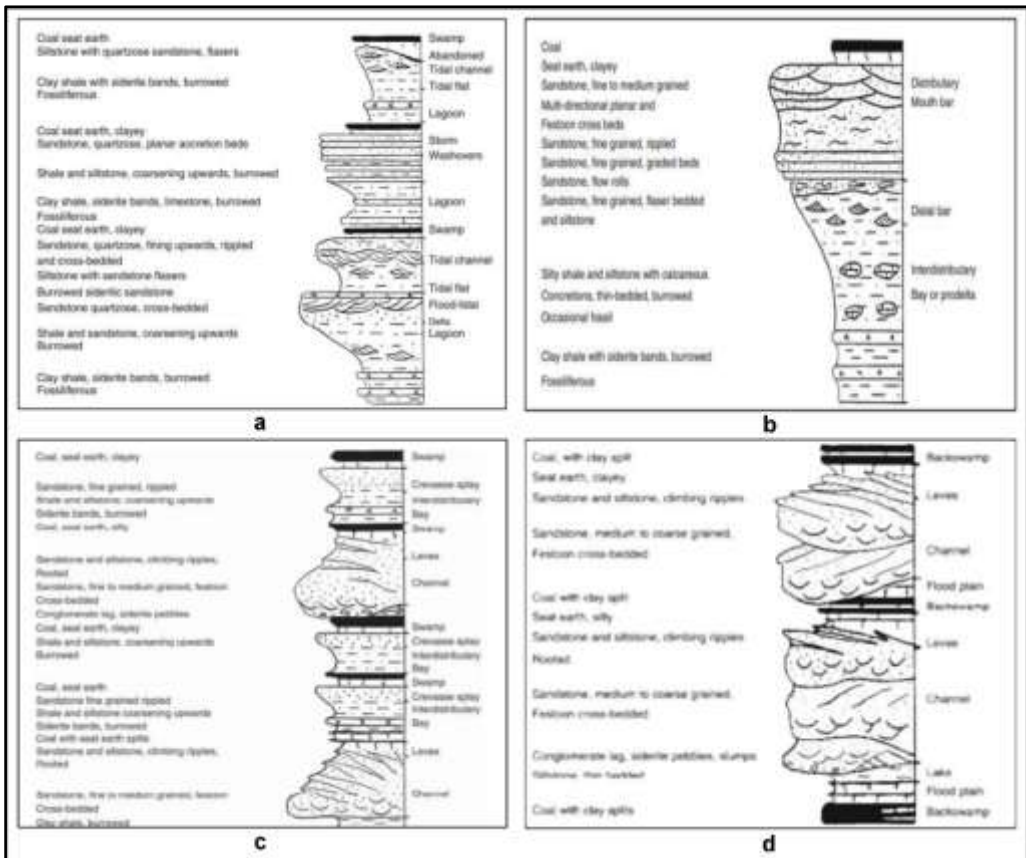 Coal seat earth
Siltstone with quartzose sandstone, flasers
Clay shale with siderite bands, burrowed
Fossiliferous
Coal seat earth, clayey
Sandstone, quartzose, planar accretion beds
Shale and siltstone, coarsening upwards, burrowed
Clay shale, siderite bands, limestone, burrowed
Fossiliferous
Coal seat earth, clayey
Sandstone, quartzose, fining upwards, rippled
and cross-bedded
Siltstone with sandstone flasers
Burrowed sideritic sandstone
Sandstone quartzose, cross-bedded
Shale and sandstone, coarsening upwards
Burrowed
Clay shale, siderite bands, burrowed
Fossiliferous
Swamp
Abandoned
Tidal channel
Tidal flat
Lagoon
Storm
Washovers
Lagoon
Swamp
Tidal channel
Tidal flat
Flood-tidal
Delta
Lagoon
a
Coal
Seat earth, clayey
Sandstone, fine to medium grained
Multi-directional planar and
Festoon cross beds
Sandstone, fine grained, rippled
Sandstone, fine grained, graded beds
Sandstone, flow rolls
Sandstone, fine grained, flaser bedded
and siltstone
Silty shale and siltstone with calcareous
Concretions, thin-bedded, burrowed
Occasional fossil
Clay shale with siderite bands, burrowed
Fossiliferous
Distributary
Mouth bar
Distal bar
Interdistributary
Bay or prodelta
b
Coal, seat earth, clayey
Sandstone, fine grained, rippled
Shale and siltstone, coarsening upwards
Siderite bands, burrowed
Coal, seat earth, silty
Sandstone and siltstone, climbing ripples,
Rooted
Sandstone, fine to medium grained, festoon
Cross-bedded
Conglomerate lag, siderite pebbles
Coal, seat earth, clayey
Shale and siltstone, coarsening upwards
Burrowed
Coal, seat earth
Sandstone fine grained rippled
Shale and siltstone coarsening upwards
Siderite bands, burrowed
Coal with seat earth splits
Sandstone and siltstone, climbing ripples,
Rooted
Sandstone, fine to medium grained, festoon
Cross-bedded
Clay shale, burrowed
Swamp
Crevasse splay
Interdistributary
Bay
Swamp
Levee
Channel
Swamp
Crevasse splay
Interdistributary
Bay
Swamp
Crevasse splay
Interdistributary
Bay
Levee
Channel
c
Coal, with clay split
Seat earth, clayey
Sandstone and siltstone, climbing ripples
Sandstone, medium to coarse grained,
Festoon cross-bedded
Coal with clay split
Seat earth, silty
Sandstone and siltstone, climbing ripples
Rooted
Sandstone, medium to coarse grained,
Festoon cross-bedded
Conglomerate lag, siderite pebbles, slumps
Siltstone, thin bedded
Coal with clay splits
Backswamp
Levee
Channel
Flood plain
Backswamp
Levee
Channel
Lake
Flood plain
Backswamp
d